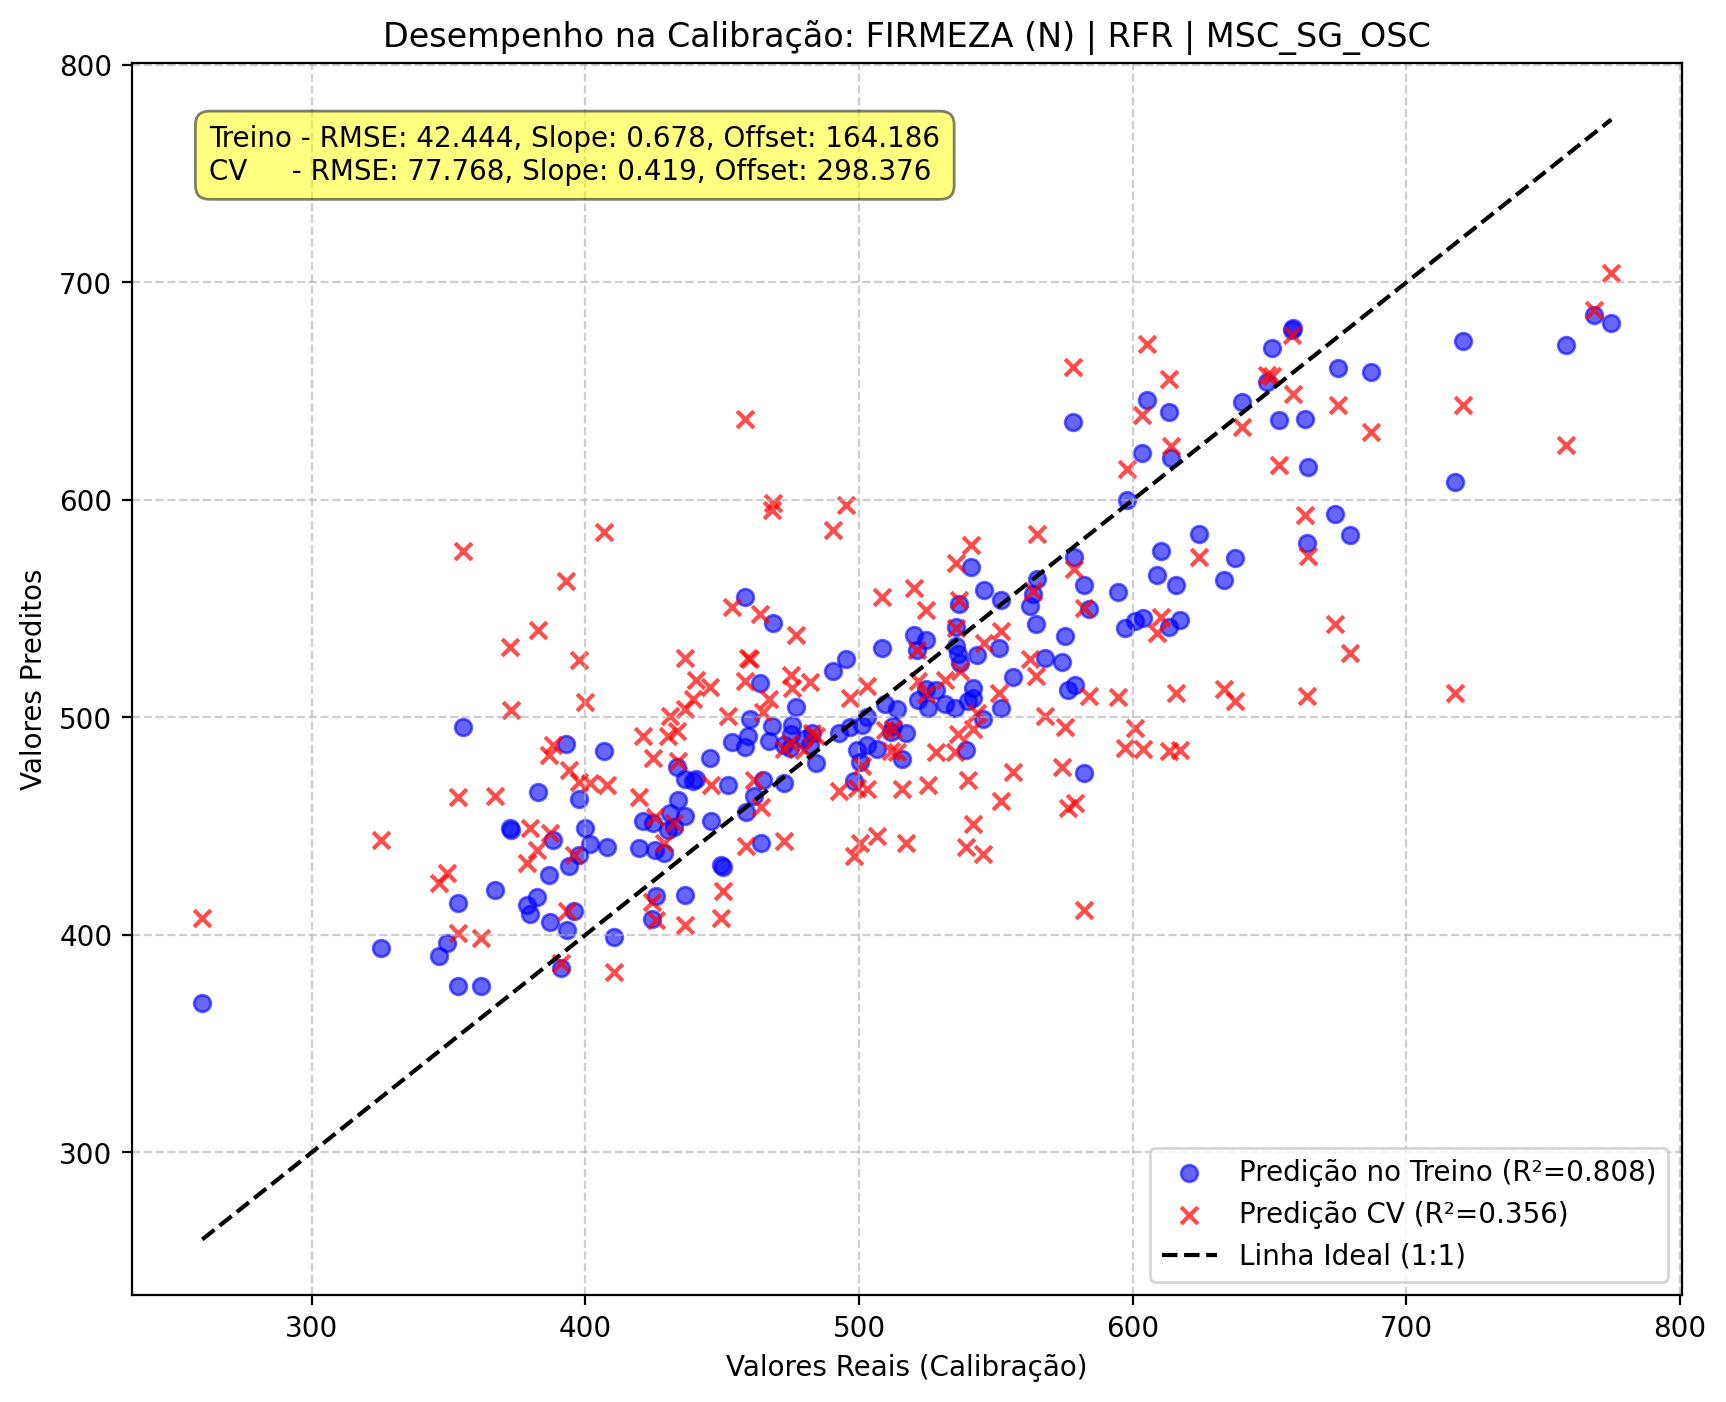 Desempenho na Calibração: FIRMEZA (N) | RFR | MSC_SG_OSC
Treino - RMSE: 42.444, Slope: 0.678, Offset: 164.186
CV - RMSE: 77.768, Slope: 0.419, Offset: 298.376
800
700
600
500
400
300
Valores Preditos
Predição no Treino (R²=0.808)
Predição CV (R²=0.356)
Linha Ideal (1:1)
300 400 500 600 700 800
Valores Reais (Calibração)